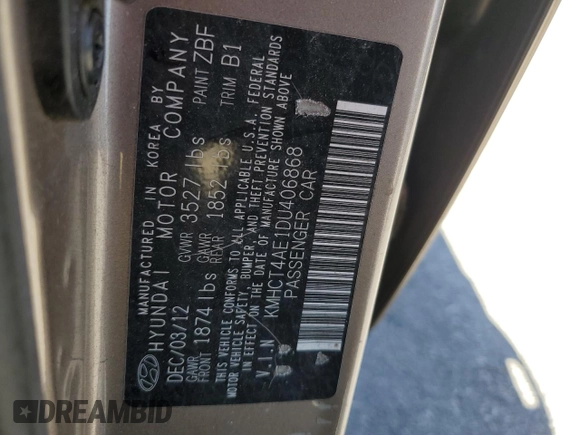 MANUFACTURED IN KOREA BY
HYUNDAI MOTOR COMPANY
DEC/03/12 GVWR 3527 lbs PAINT ZBF
GAWR FRONT 1874 lbs GAWR REAR 1852 lbs TRIM B1
THIS VEHICLE CONFORMS TO ALL APPLICABLE U.S.A. FEDERAL
MOTOR VEHICLE SAFETY, BUMPER, AND THEFT PREVENTION STANDARDS
IN EFFECT ON THE DATE OF MANUFACTURE SHOWN ABOVE
V.I.N KMHCT4AE1DU406868
PASSENGER CAR
DREAMBID